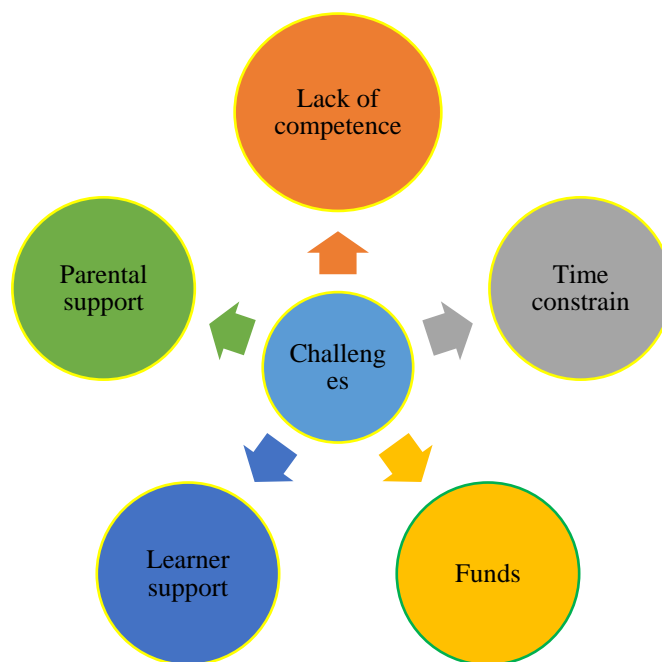 Lack of
competence
Parental
support
Time
constrain
Challeng
es
Learner
support
Funds